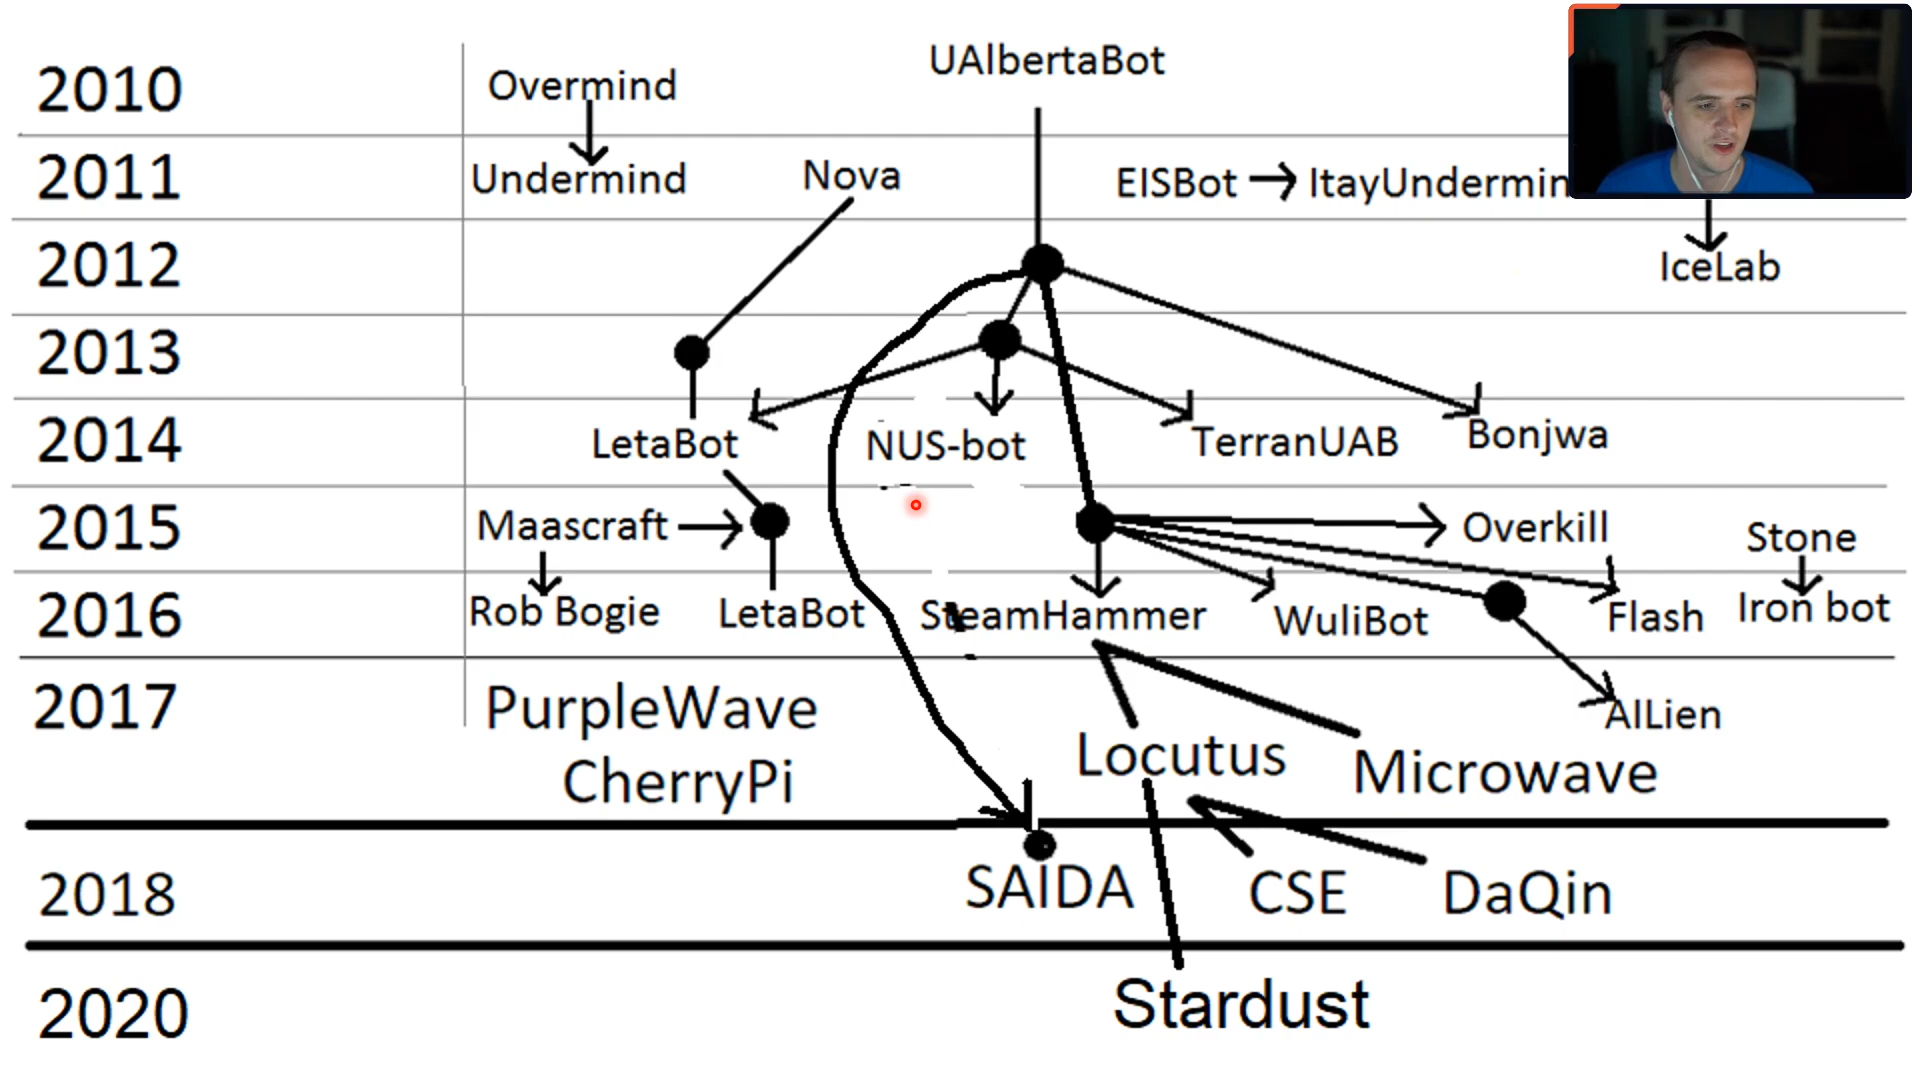 2010 Overmind UAlbertaBot
2011 Undermind Nova EISBot ItayUndermin
2012 IceLab
2013
2014 LetaBot NUS-bot TerranUAB Bonjwa
2015 Maascraft Overkill Stone
2016 Rob Bogie LetaBot SteamHammer WuliBot Flash Iron bot
2017 PurpleWave AILien
CherryPi Locutus Microwave
2018 SAIDA CSE DaQin
2020 Stardust